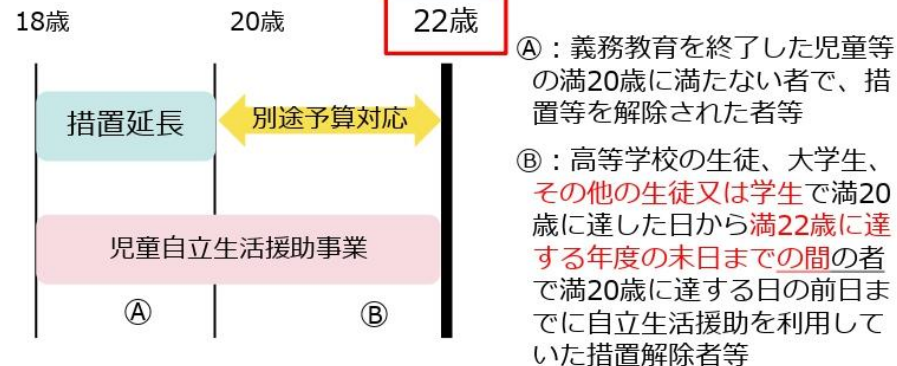 18歳
20歳
22歳
措置延長
別途予算対応
児童自立生活援助事業
Ⓐ
Ⓑ
Ⓐ：義務教育を終了した児童等
の満20歳に満たない者で、措
置等を解除された者等
Ⓑ：高等学校の生徒、大学生、
その他の生徒又は学生で満20
歳に達した日から満22歳に達
する年度の末日までの間の者
で満20歳に達する日の前日ま
でに自立生活援助を利用して
いた措置解除者等